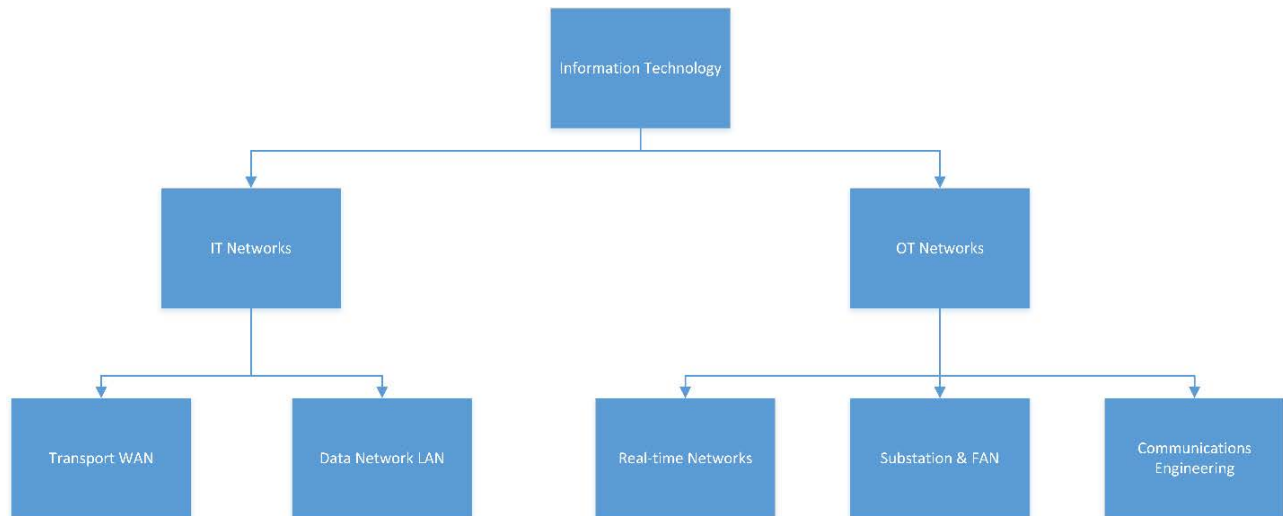 Information Technology
IT Networks
OT Networks
Transport WAN
Data Network LAN
Real-time Networks
Substation & FAN
Communications
Engineering